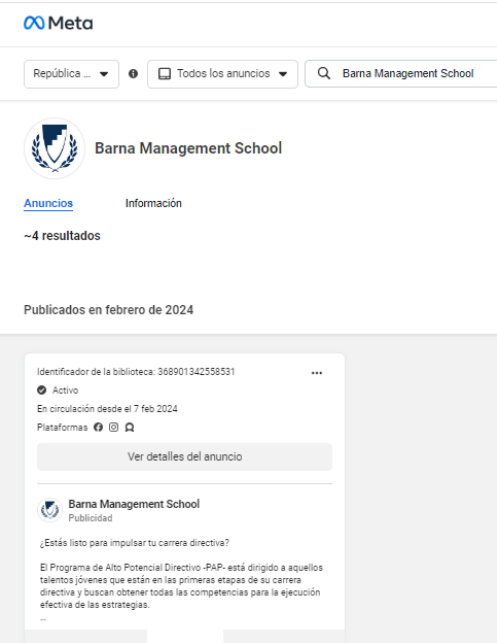 Meta
República ...
Todos los anuncios
Barna Management School
Barna Management School
Anuncios
Información
~4 resultados
Publicados en febrero de 2024
Identificador de la biblioteca: 368901342558531
...
Activo
En circulación desde el 7 feb 2024
Plataformas
Ver detalles del anuncio
Barna Management School
Publicidad
¿Estás listo para impulsar tu carrera directiva?
El Programa de Alto Potencial Directivo -PAP- está dirigido a aquellos
talentos jóvenes que están en las primeras etapas de su carrera
directiva y buscan obtener todas las competencias para la ejecución
efectiva de las estrategias.
...